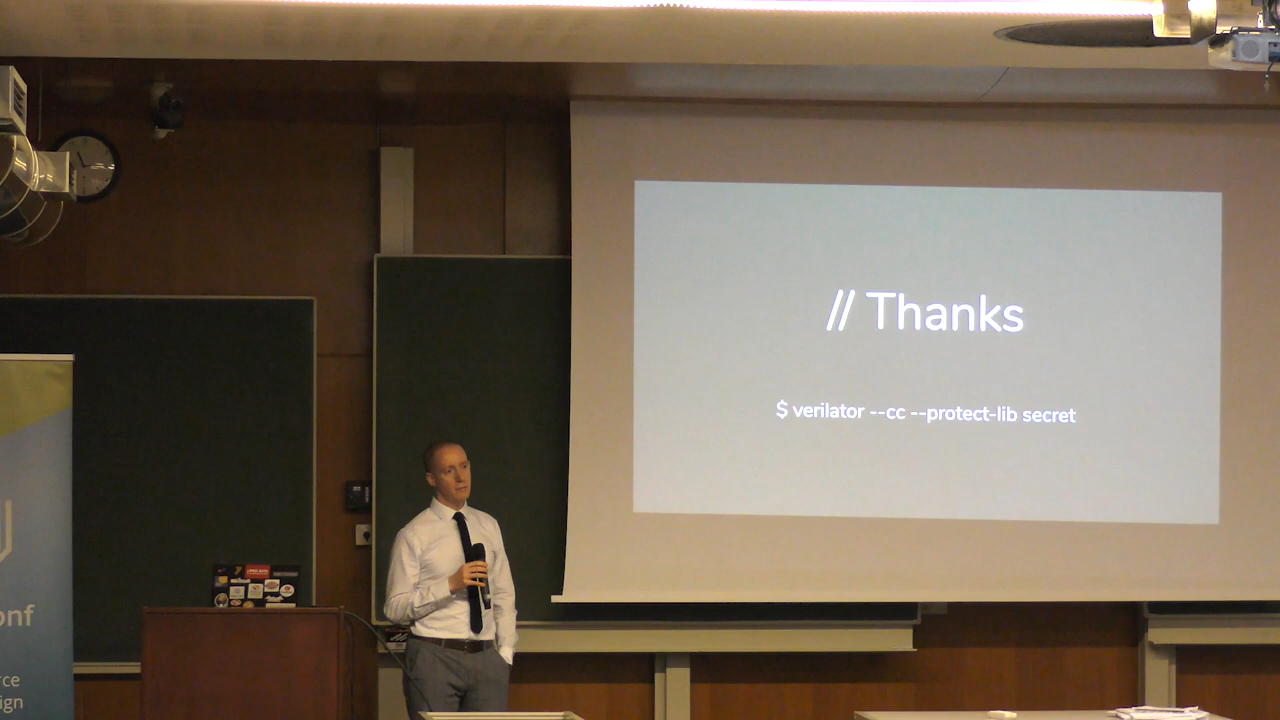 // Thanks
$ verilator --cc --protect-lib secret
onf
rce
ign